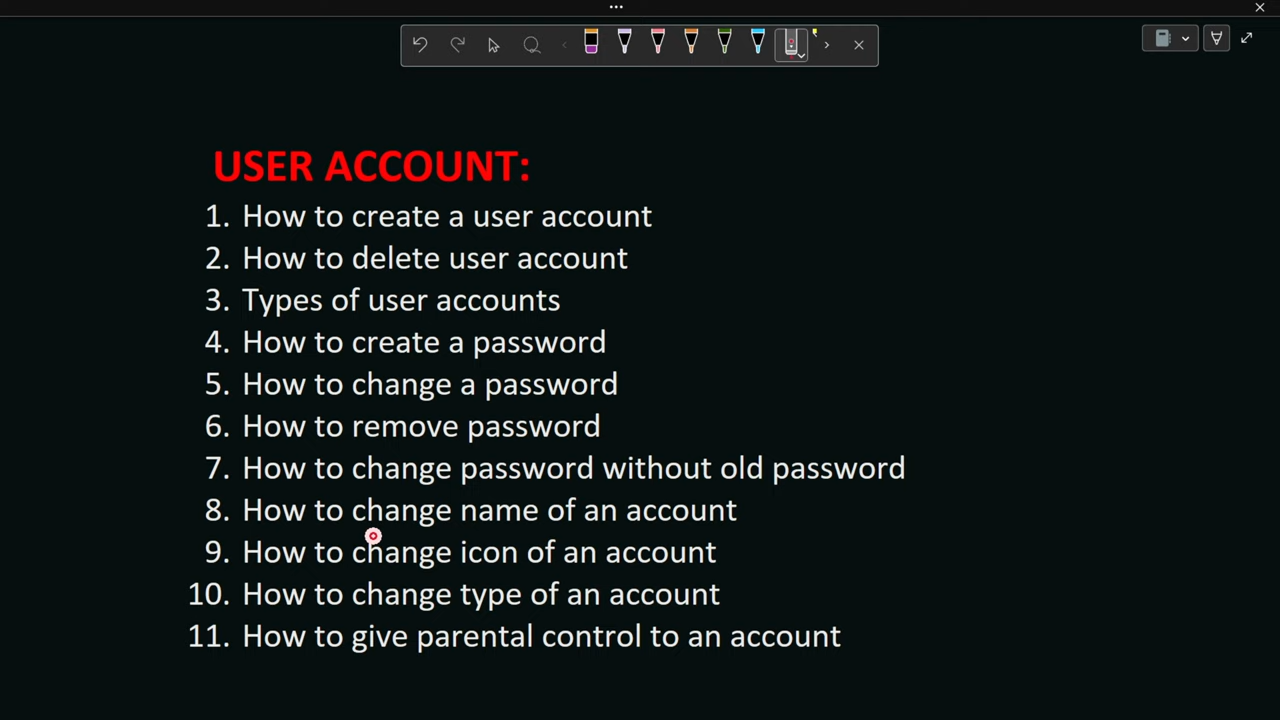 USER ACCOUNT:
1. How to create a user account
2. How to delete user account
3. Types of user accounts
4. How to create a password
5. How to change a password
6. How to remove password
7. How to change password without old password
8. How to change name of an account
9. How to change icon of an account
10. How to change type of an account
11. How to give parental control to an account